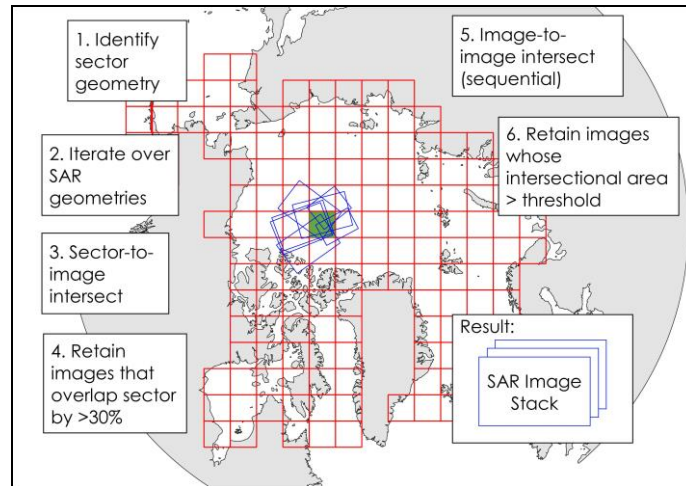 1. Identify
sector
geometry
2. Iterate over
SAR
geometries
3. Sector-to-
image
intersect
4. Retain
images that
overlap sector
by >30%
5. Image-to-
image intersect
(sequential)
6. Retain images
whose
intersectional area
> threshold
Result:
SAR Image
Stack